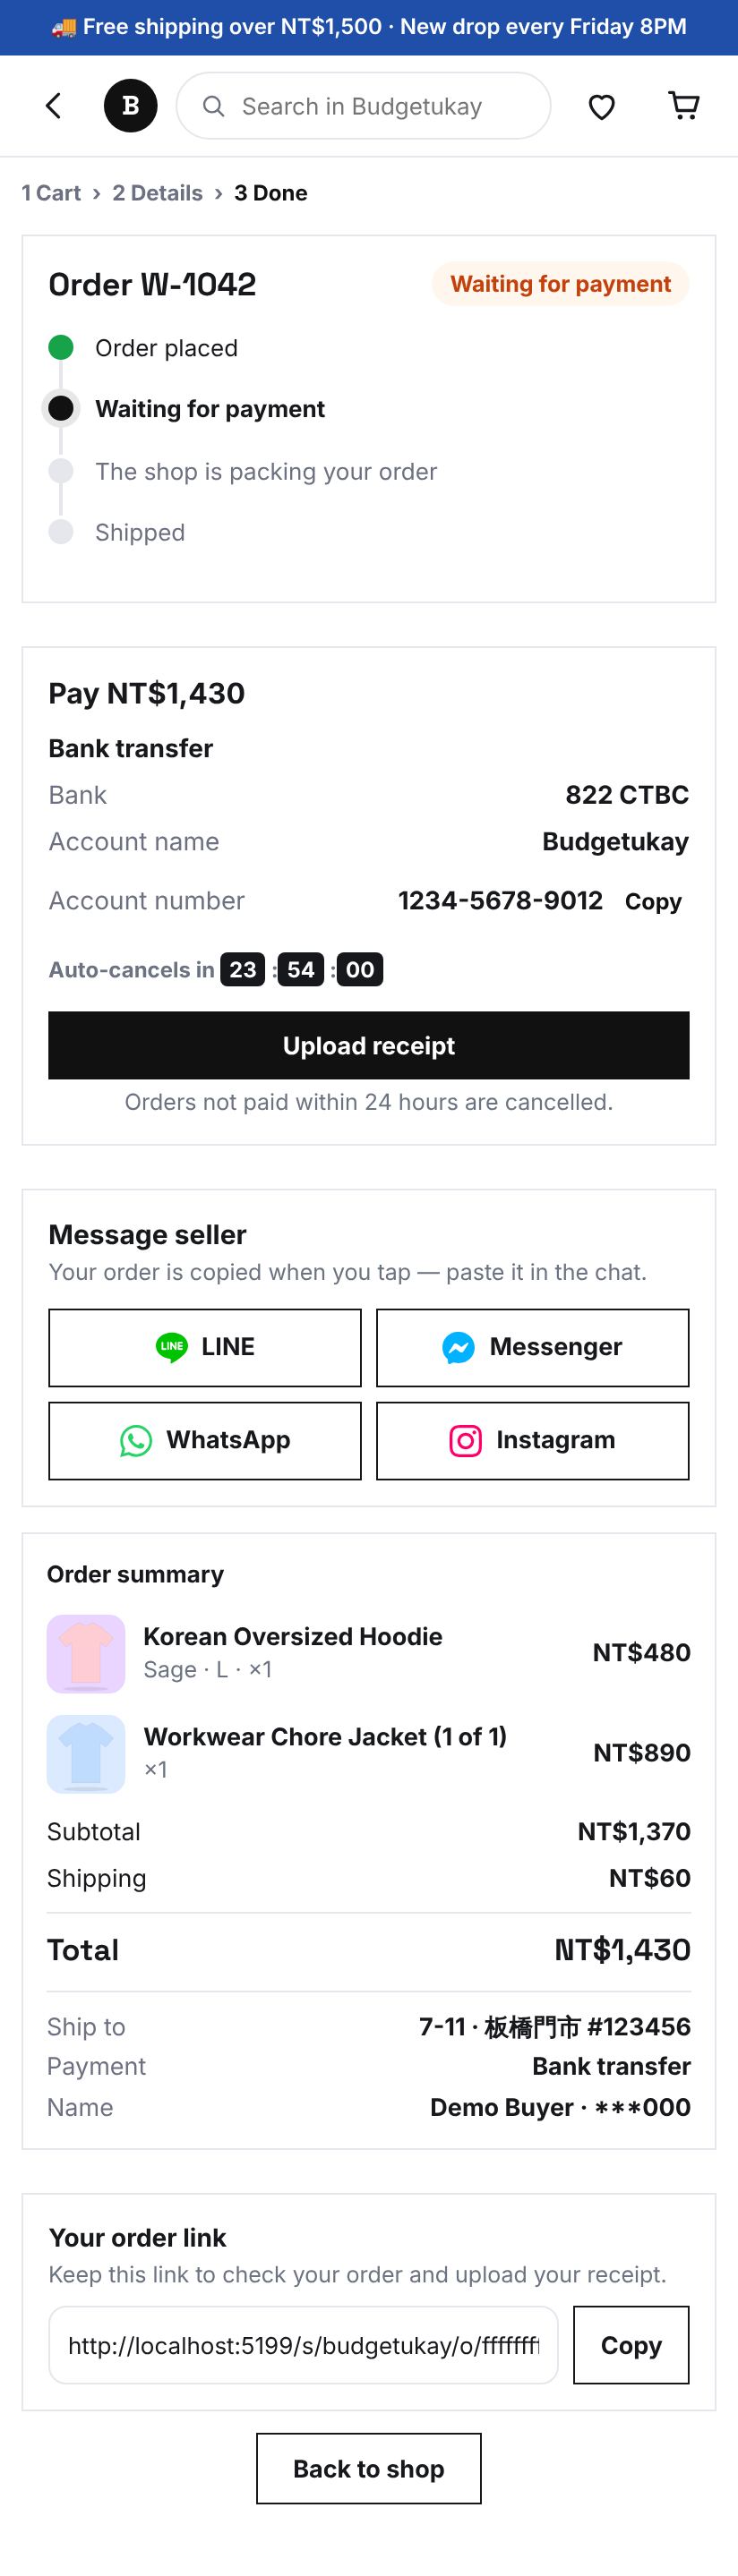 🚚 Free shipping over NT$1,500 · New drop every Friday 8PM
B
Search in Budgetukay
1 Cart › 2 Details › 3 Done
Order W-1042
Waiting for payment
Order placed
Waiting for payment
The shop is packing your order
Shipped
Pay NT$1,430
Bank transfer
Bank 822 CTBC
Account name Budgetukay
Account number 1234-5678-9012 Copy
Auto-cancels in 23 : 54 : 00
Upload receipt
Orders not paid within 24 hours are cancelled.
Message seller
Your order is copied when you tap — paste it in the chat.
LINE LINE
Messenger
WhatsApp
Instagram
Order summary
Korean Oversized Hoodie NT$480
Sage · L · ×1
Workwear Chore Jacket (1 of 1) NT$890
×1
Subtotal NT$1,370
Shipping NT$60
Total NT$1,430
Ship to 7-11 · 板橋門市 #123456
Payment Bank transfer
Name Demo Buyer · ∗∗∗000
Your order link
Keep this link to check your order and upload your receipt.
http://localhost:5199/s/budgetukay/o/ffffffff
Copy
Back to shop